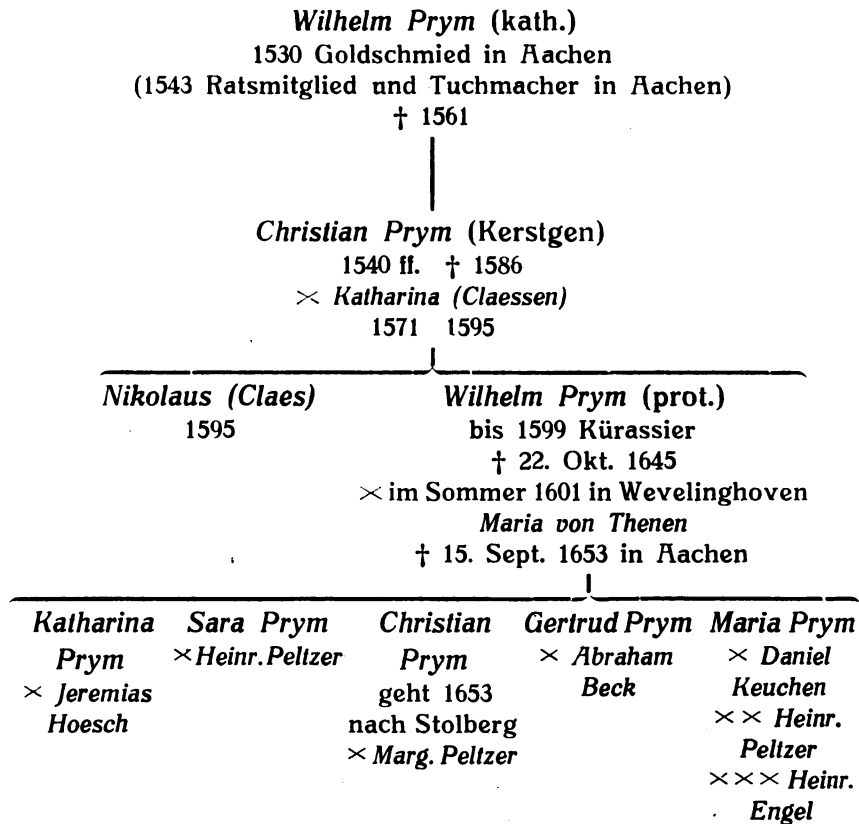 Wilhelm Prym (kath.)
1530 Goldschmied in Aachen
(1543 Ratsmitglied und Tuchmacher in Aachen)
† 1561
Christian Prym (Kerstgen)
1540 ff. † 1586
× Katharina (Claessen)
1571 1595
Nikolaus (Claes)
1595
Wilhelm Prym (prot.)
bis 1599 Kürassier
† 22. Okt. 1645
× im Sommer 1601 in Wevelinghoven
Maria von Thenen
† 15. Sept. 1653 in Aachen
Katharina
Prym
× Jeremias
Hoesch
Sara Prym
× Heinr. Peltzer
Christian
Prym
geht 1653
nach Stolberg
× Marg. Peltzer
Gertrud Prym
× Abraham
Beck
Maria Prym
× Daniel
Keuchen
× × Heinr.
Peltzer
× × × Heinr.
Engel